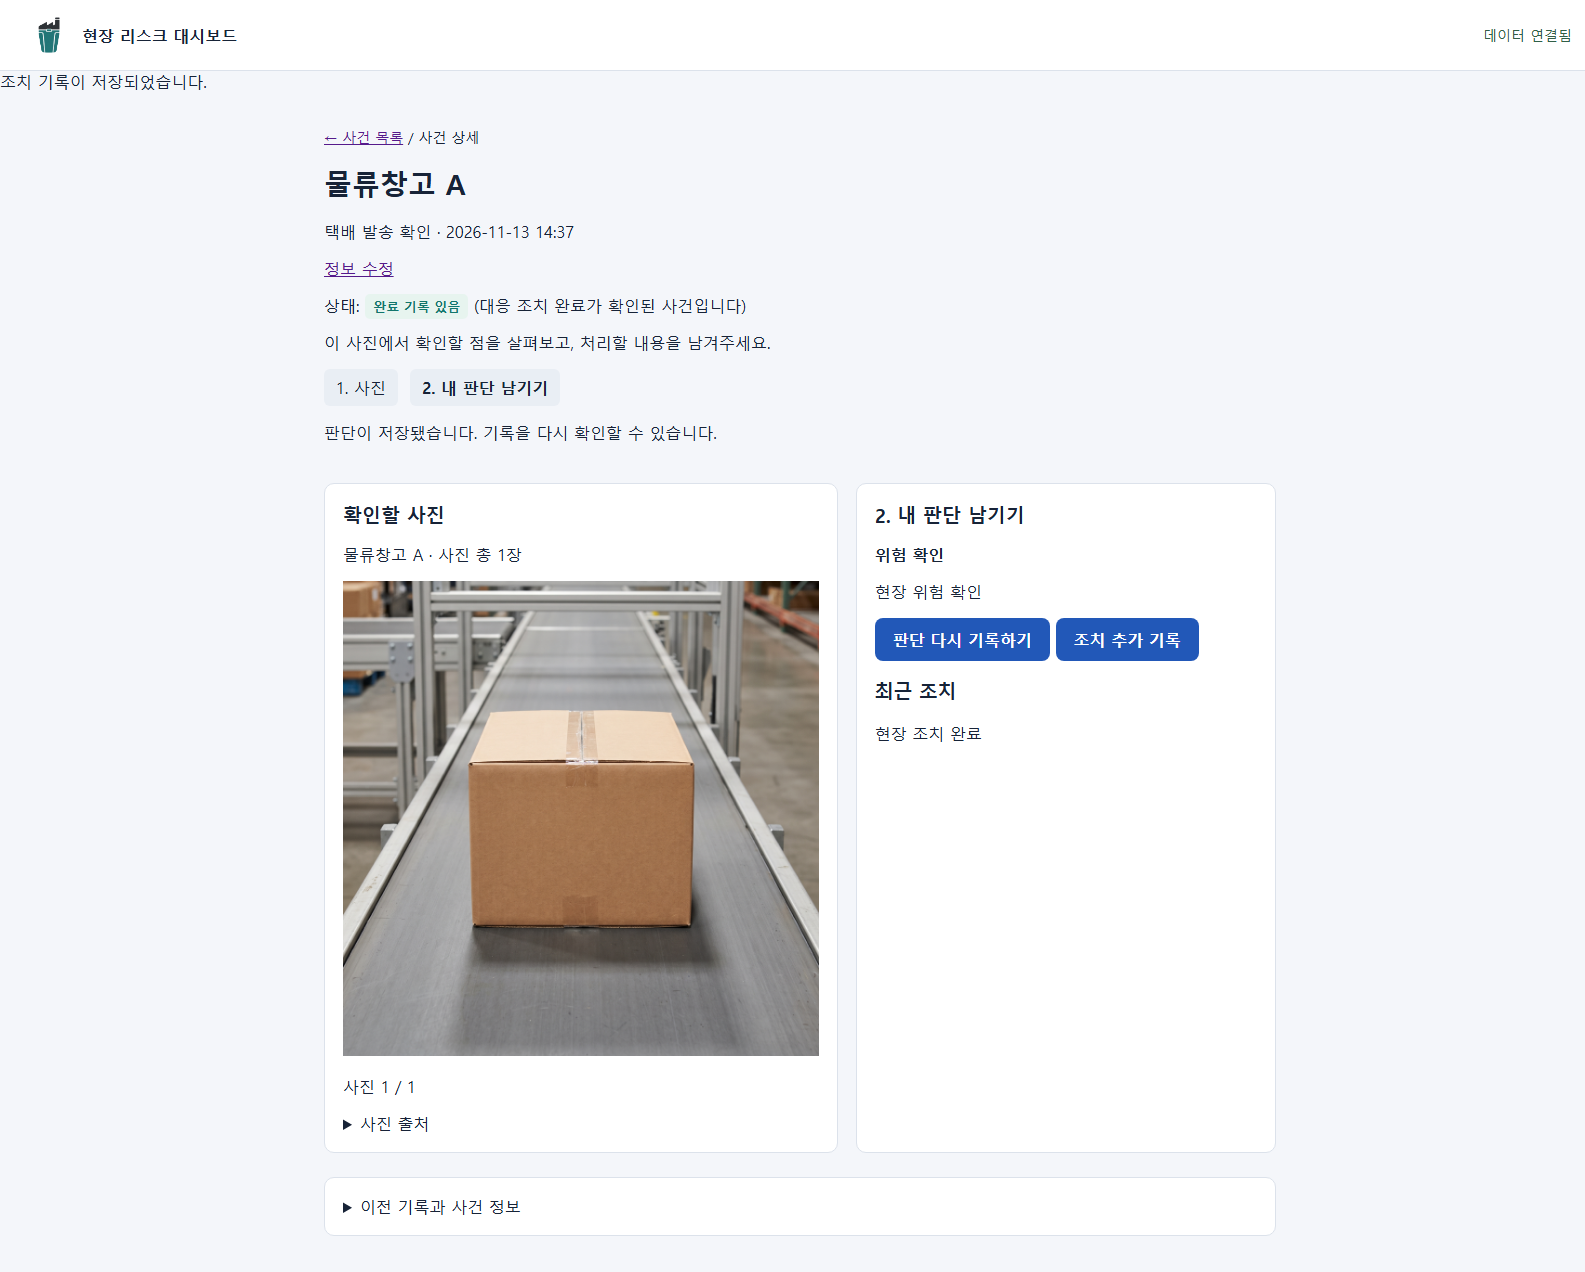 현장 리스크 대시보드
데이터 연결됨
조치 기록이 저장되었습니다.
← 사건 목록 / 사건 상세
물류창고 A
택배 발송 확인 · 2026-11-13 14:37
정보 수정
상태: 완료 기록 있음 (대응 조치 완료가 확인된 사건입니다)
이 사진에서 확인할 점을 살펴보고, 처리할 내용을 남겨주세요.
1. 사진
2. 내 판단 남기기
판단이 저장됐습니다. 기록을 다시 확인할 수 있습니다.
확인할 사진
물류창고 A · 사진 총 1장
사진 1 / 1
▶ 사진 출처
2. 내 판단 남기기
위험 확인
현장 위험 확인
판단 다시 기록하기
조치 추가 기록
최근 조치
현장 조치 완료
▶ 이전 기록과 사건 정보